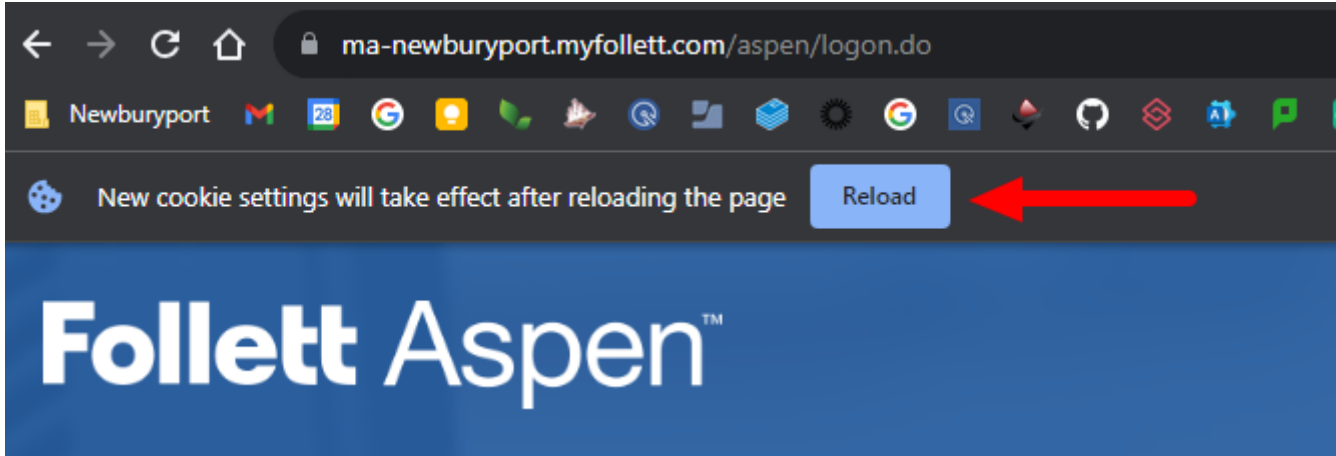 ma-newburyport.myfollett.com/aspen/logon.do
Newburyport 28
New cookie settings will take effect after reloading the page Reload
Follett Aspen™